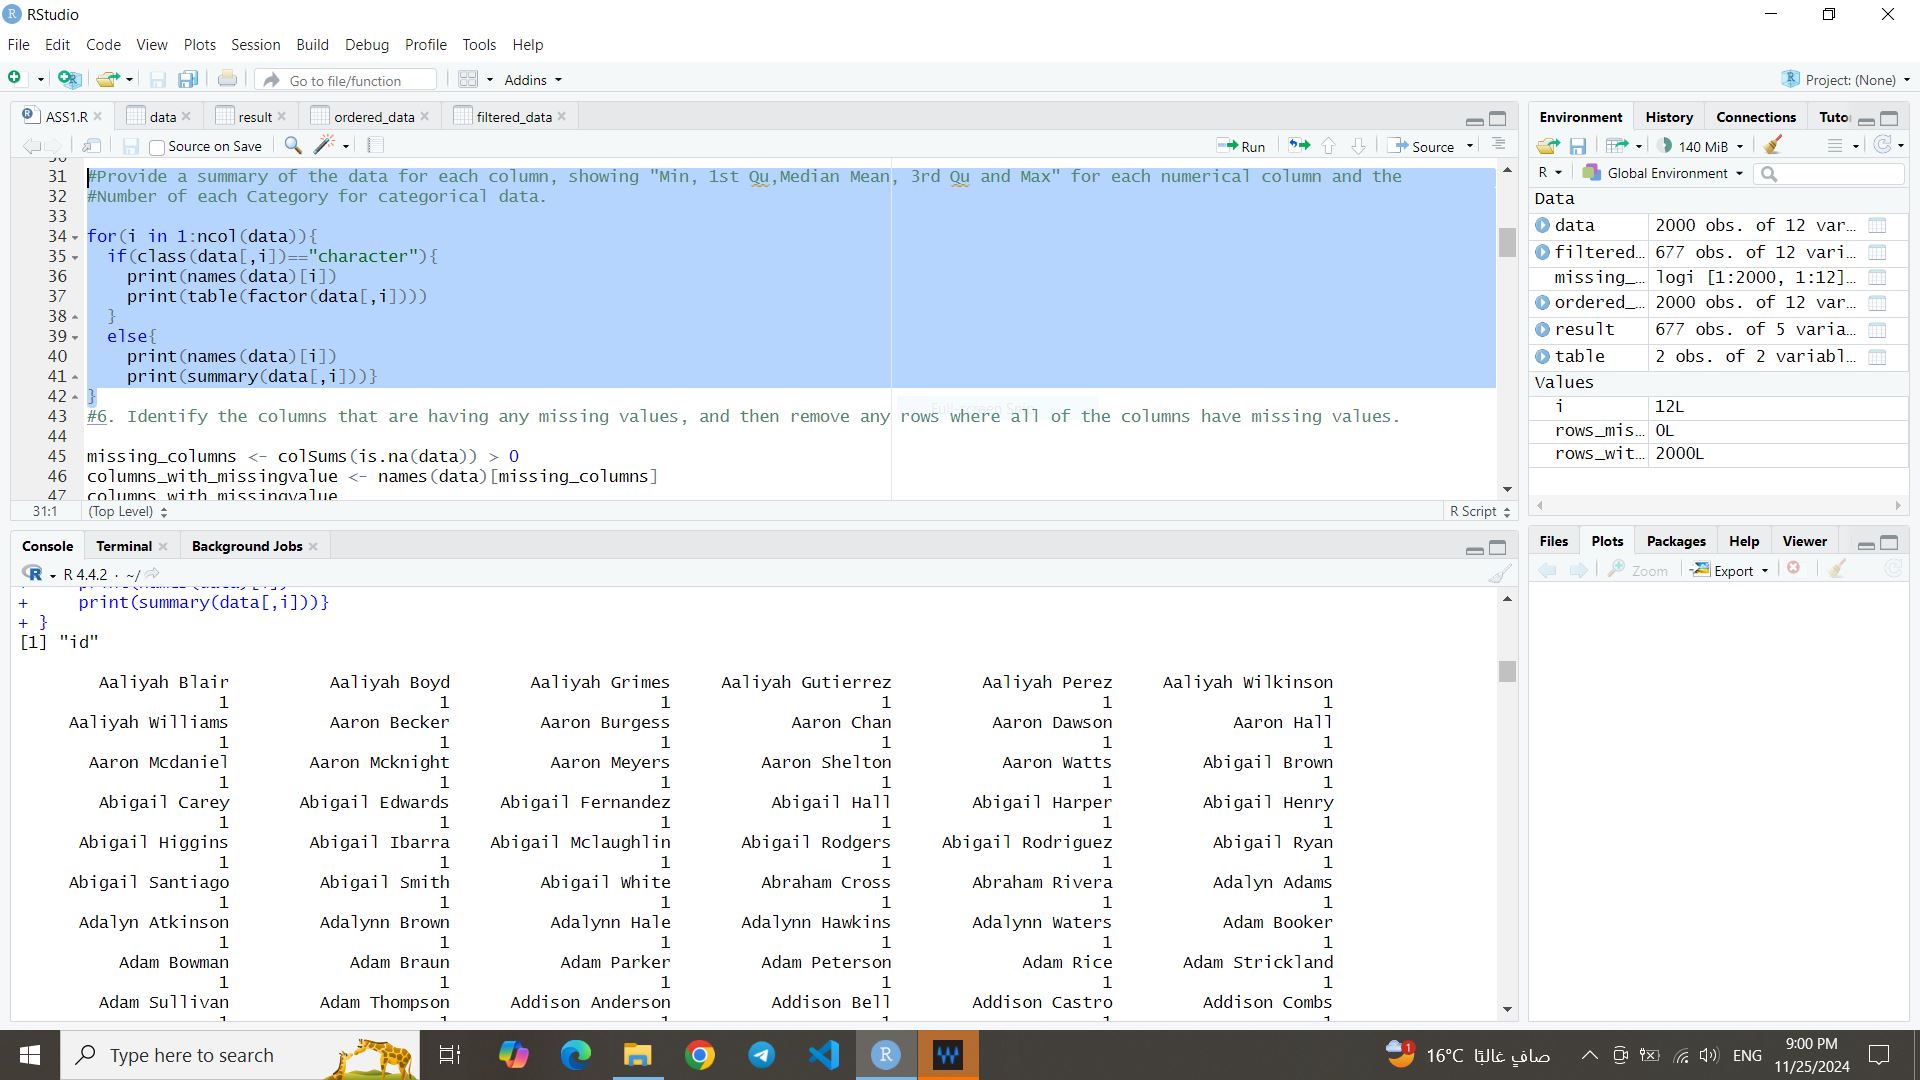 RStudio
File Edit Code View Plots Session Build Debug Profile Tools Help
Go to file/function Addins Project: (None)
ASS1.R data result ordered_data filtered_data
Source on Save Run Source
31 #Provide a summary of the data for each column, showing "Min, 1st Qu,Median Mean, 3rd Qu and Max" for each numerical column and the
32 #Number of each Category for categorical data.
33
34 for(i in 1:ncol(data)){
35 if(class(data[,i])=="character"){
36 print(names(data)[i])
37 print(table(factor(data[,i])))
38 }
39 else{
40 print(names(data)[i])
41 print(summary(data[,i]))}
42 }
43 #6. Identify the columns that are having any missing values, and then remove any rows where all of the columns have missing values.
44
45 missing_columns <- colSums(is.na(data)) > 0
46 columns_with_missingvalue <- names(data)[missing_columns]
47 columns_with_missingvalue
31:1 (Top Level) R Script
Console Terminal Background Jobs
R 4.4.2 · ~/
+ print(summary(data[,i]))}
+ }
[1] "id"
Aaliyah Blair Aaliyah Boyd Aaliyah Grimes Aaliyah Gutierrez Aaliyah Perez Aaliyah Wilkinson
1 1 1 1 1 1
Aaliyah Williams Aaron Becker Aaron Burgess Aaron Chan Aaron Dawson Aaron Hall
1 1 1 1 1 1
Aaron Mcdaniel Aaron Mcknight Aaron Meyers Aaron Shelton Aaron Watts Abigail Brown
1 1 1 1 1 1
Abigail Carey Abigail Edwards Abigail Fernandez Abigail Hall Abigail Harper Abigail Henry
1 1 1 1 1 1
Abigail Higgins Abigail Ibarra Abigail Mclaughlin Abigail Rodgers Abigail Rodriguez Abigail Ryan
1 1 1 1 1 1
Abigail Santiago Abigail Smith Abigail White Abraham Cross Abraham Rivera Adalyn Adams
1 1 1 1 1 1
Adalyn Atkinson Adalynn Brown Adalynn Hale Adalynn Hawkins Adalynn Waters Adam Booker
1 1 1 1 1 1
Adam Bowman Adam Braun Adam Parker Adam Peterson Adam Rice Adam Strickland
1 1 1 1 1 1
Adam Sullivan Adam Thompson Addison Anderson Addison Bell Addison Castro Addison Combs
1 1 1 1 1 1
Environment History Connections Tuto
140 MiB
R Global Environment
Data
data 2000 obs. of 12 var…
filtered… 677 obs. of 12 vari…
missing_… logi [1:2000, 1:12]…
ordered_… 2000 obs. of 12 var…
result 677 obs. of 5 varia…
table 2 obs. of 2 variabl…
Values
i 12L
rows_mis… 0L
rows_wit… 2000L
Files Plots Packages Help Viewer
Zoom Export
Type here to search
16°C صافٍ غالبًا ENG 9:00 PM
11/25/2024